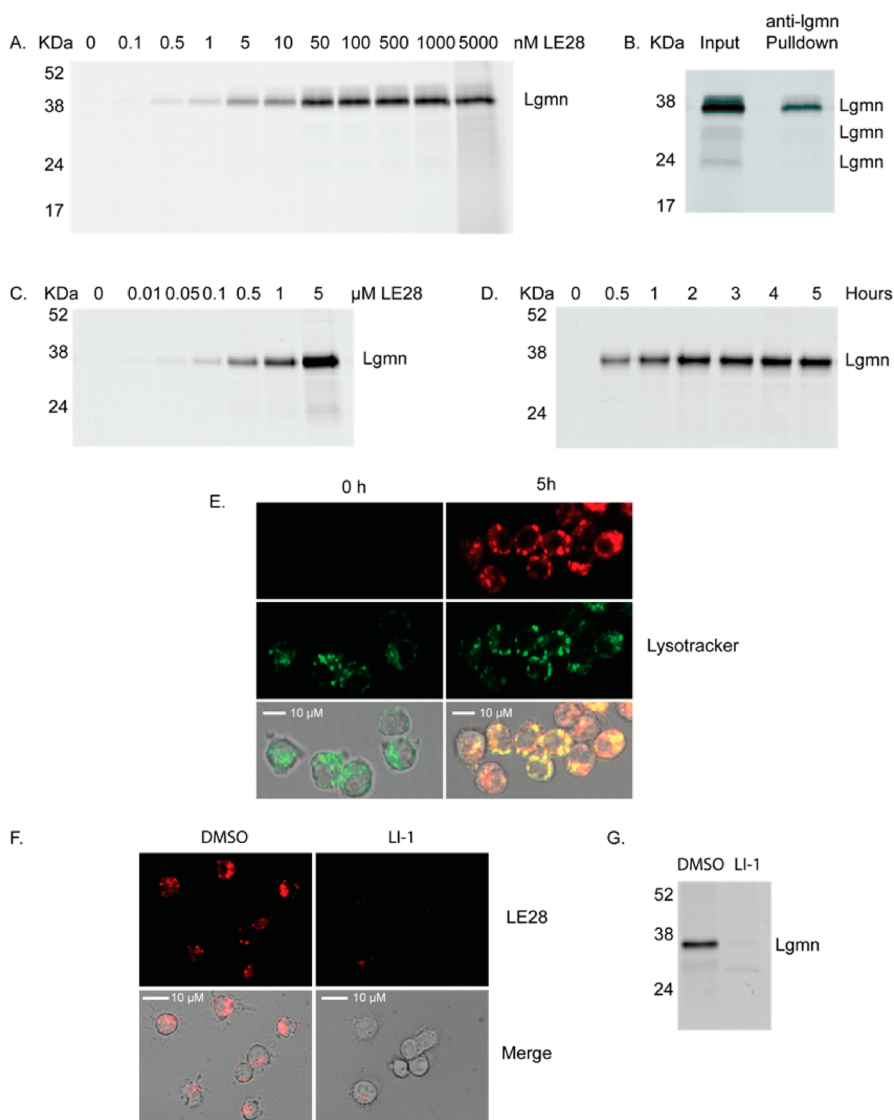 A. KDa 0 0.1 0.5 1 5 10 50 100 500 1000 5000 nM LE28
52
38
24
17
Lgmn
B. KDa Input anti-lgmn
Pulldown
38
24
17
Lgmn
Lgmn
Lgmn
C. KDa 0 0.01 0.05 0.1 0.5 1 5 µM LE28
52
38
24
Lgmn
D. KDa 0 0.5 1 2 3 4 5 Hours
52
38
24
Lgmn
E.
0 h 5h
Lysotracker
10 µM 10 µM
F.
DMSO LI-1
LE28
10 µM 10 µM
Merge
G.
DMSO LI-1
52
38
24
Lgmn